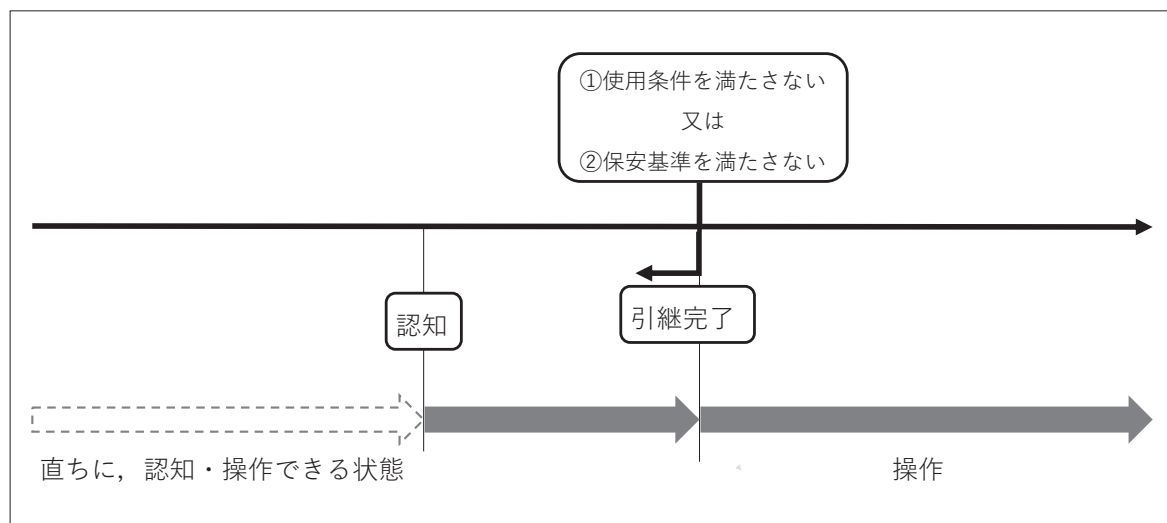 ①使用条件を満たさない
又は
②保安基準を満たさない
認知
引継完了
直ちに，認知・操作できる状態
操作